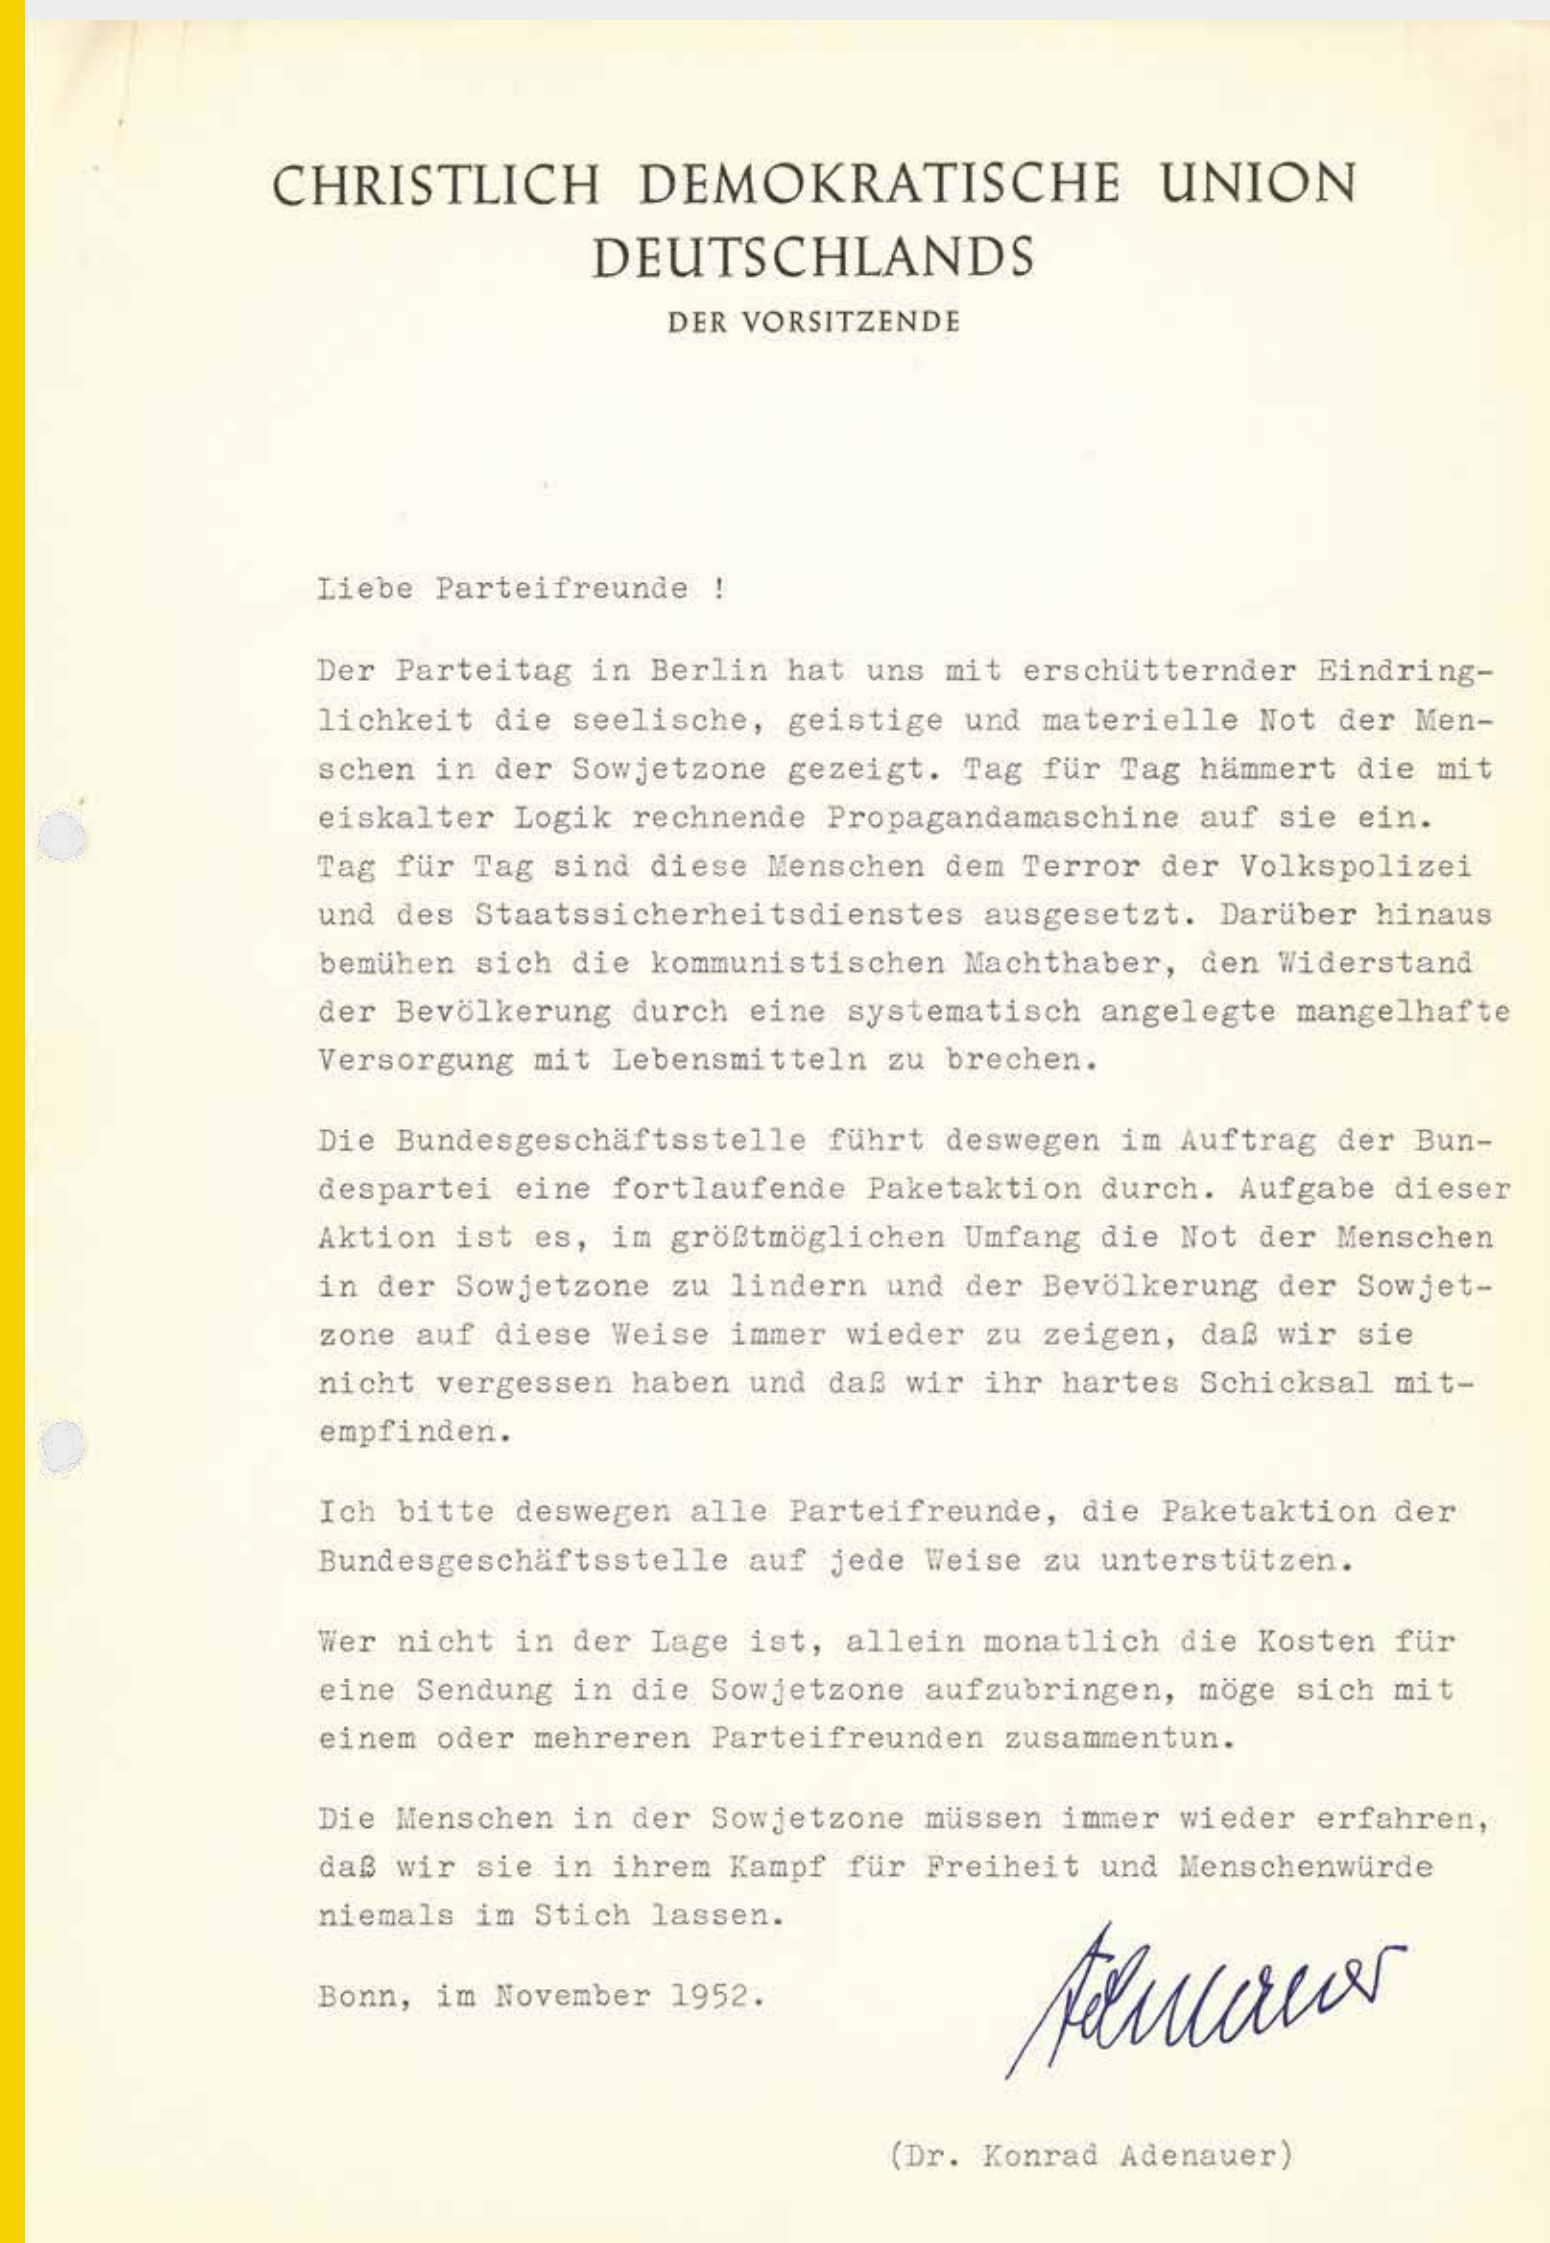 CHRISTLICH DEMOKRATISCHE UNION
DEUTSCHLANDS
DER VORSITZENDE
Liebe Parteifreunde !
Der Parteitag in Berlin hat uns mit erschütternder Eindring-
lichkeit die seelische, geistige und materielle Not der Men-
schen in der Sowjetzone gezeigt. Tag für Tag hämmert die mit
eiskalter Logik rechnende Propagandamaschine auf sie ein.
Tag für Tag sind diese Menschen dem Terror der Volkspolizei
und des Staatssicherheitsdienstes ausgesetzt. Darüber hinaus
bemühen sich die kommunistischen Machthaber, den Widerstand
der Bevölkerung durch eine systematisch angelegte mangelhafte
Versorgung mit Lebensmitteln zu brechen.
Die Bundesgeschäftsstelle führt deswegen im Auftrag der Bun-
despartei eine fortlaufende Paketaktion durch. Aufgabe dieser
Aktion ist es, im größtmöglichen Umfang die Not der Menschen
in der Sowjetzone zu lindern und der Bevölkerung der Sowjet-
zone auf diese Weise immer wieder zu zeigen, daß wir sie
nicht vergessen haben und daß wir ihr hartes Schicksal mit-
empfinden.
Ich bitte deswegen alle Parteifreunde, die Paketaktion der
Bundesgeschäftsstelle auf jede Weise zu unterstützen.
Wer nicht in der Lage ist, allein monatlich die Kosten für
eine Sendung in die Sowjetzone aufzubringen, möge sich mit
einem oder mehreren Parteifreunden zusammentun.
Die Menschen in der Sowjetzone müssen immer wieder erfahren,
daß wir sie in ihrem Kampf für Freiheit und Menschenwürde
niemals im Stich lassen.
Adenauer
Bonn, im November 1952.
(Dr. Konrad Adenauer)